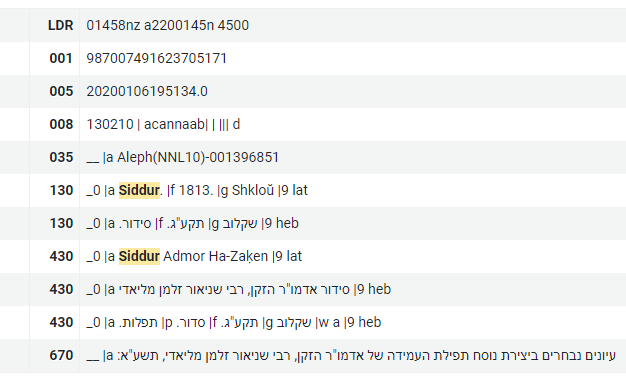 LDR 01458nz a2200145n 4500
001 987007491623705171
005 20200106195134.0
008 130210 | acannaab| | ||| d
035 __ |a Aleph(NNL10)-001396851
130 _0 |a Siddur. |f 1813. |g Shkloŭ |9 lat
130 _0 |a סידור. |f תקע"ג. |g שקלוב |9 heb
430 _0 |a Siddur Admor Ha-Zaḳen |9 lat
430 _0 |a סידור אדמו"ר הזקן, רבי שניאור זלמן מליאדי |9 heb
430 _0 |a תפלות. |p סדור. |f תקע"ג. |g שקלוב |w a |9 heb
670 __ |a עיונים נבחרים ביצירת נוסח תפילת העמידה של אדמו"ר הזקן, רבי שניאור זלמן מליאדי, תשע"א: